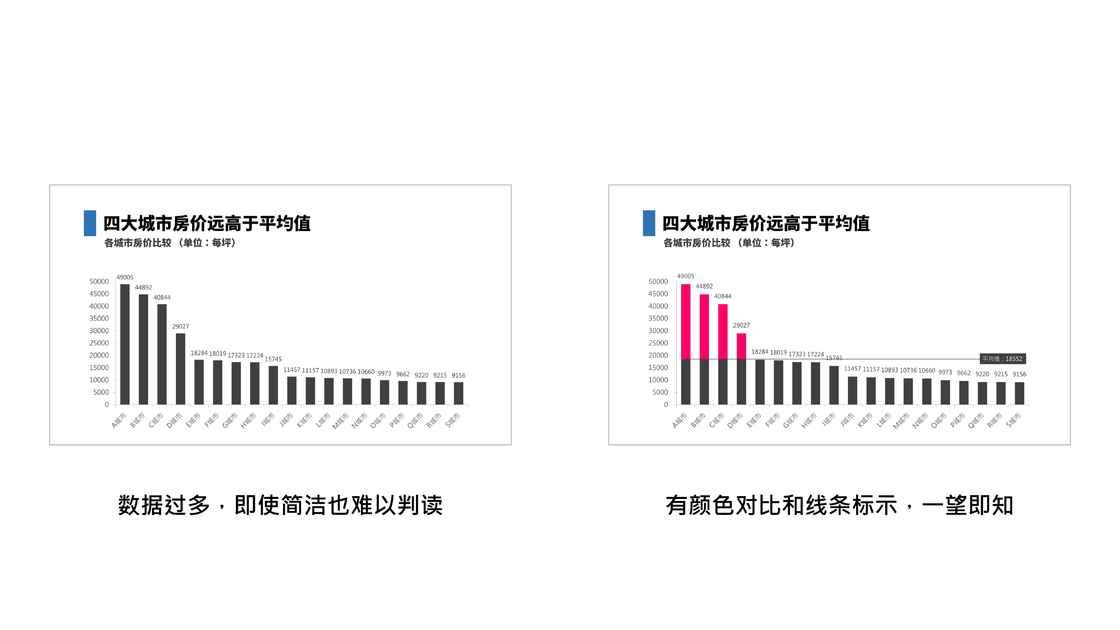 四大城市房价远高于平均值
各城市房价比较 （单位：每坪）
50000
45000
40000
35000
30000
25000
20000
15000
10000
5000
0
49005 44892 40844 29027 18284 18019 17323 17224 15745 11457 11157 10893 10736 10660 9973 9662 9220 9215 9156
A城市 B城市 C城市 D城市 E城市 F城市 G城市 H城市 I城市 J城市 K城市 L城市 M城市 N城市 O城市 P城市 Q城市 R城市 S城市
数据过多，即使简洁也难以判读
四大城市房价远高于平均值
各城市房价比较 （单位：每坪）
50000
45000
40000
35000
30000
25000
20000
15000
10000
5000
0
49005 44892 40844 29027 18284 18019 17323 17224 15745 11457 11157 10893 10736 10660 9973 9662 9220 9215 9156
平均值：18552
A城市 B城市 C城市 D城市 E城市 F城市 G城市 H城市 I城市 J城市 K城市 L城市 M城市 N城市 O城市 P城市 Q城市 R城市 S城市
有颜色对比和线条标示，一望即知